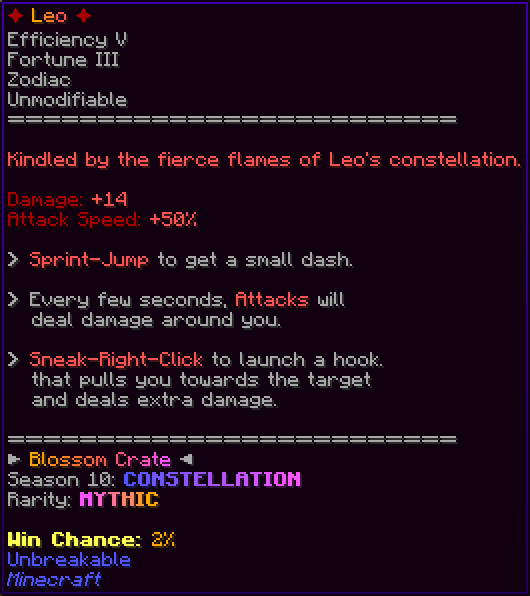 ✦ Leo ✦
Efficiency V
Fortune III
Zodiac
Unmodifiable
==========================
Kindled by the fierce flames of Leo's constellation.
Damage: +14
Attack Speed: +50%
> Sprint-Jump to get a small dash.
> Every few seconds, Attacks will
deal damage around you.
> Sneak-Right-Click to launch a hook.
that pulls you towards the target
and deals extra damage.
==========================
► Blossom Crate ◄
Season 10: CONSTELLATION
Rarity: MYTHIC
Win Chance: 2%
Unbreakable
Minecraft